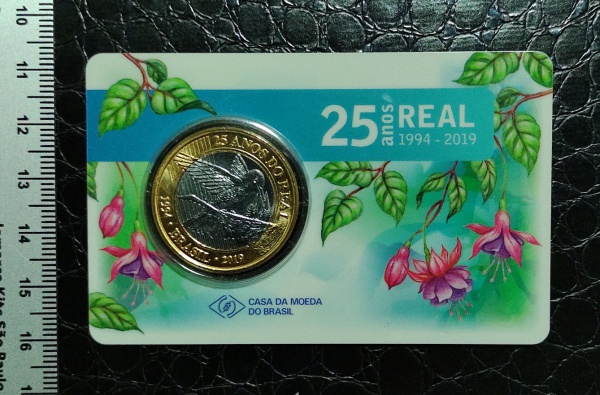 10
11
12
13
14
15
16
25 anos REAL
1994 - 2019
25 ANOS DO REAL
1994 BRASIL 2019
CASA DA MOEDA
DO BRASIL